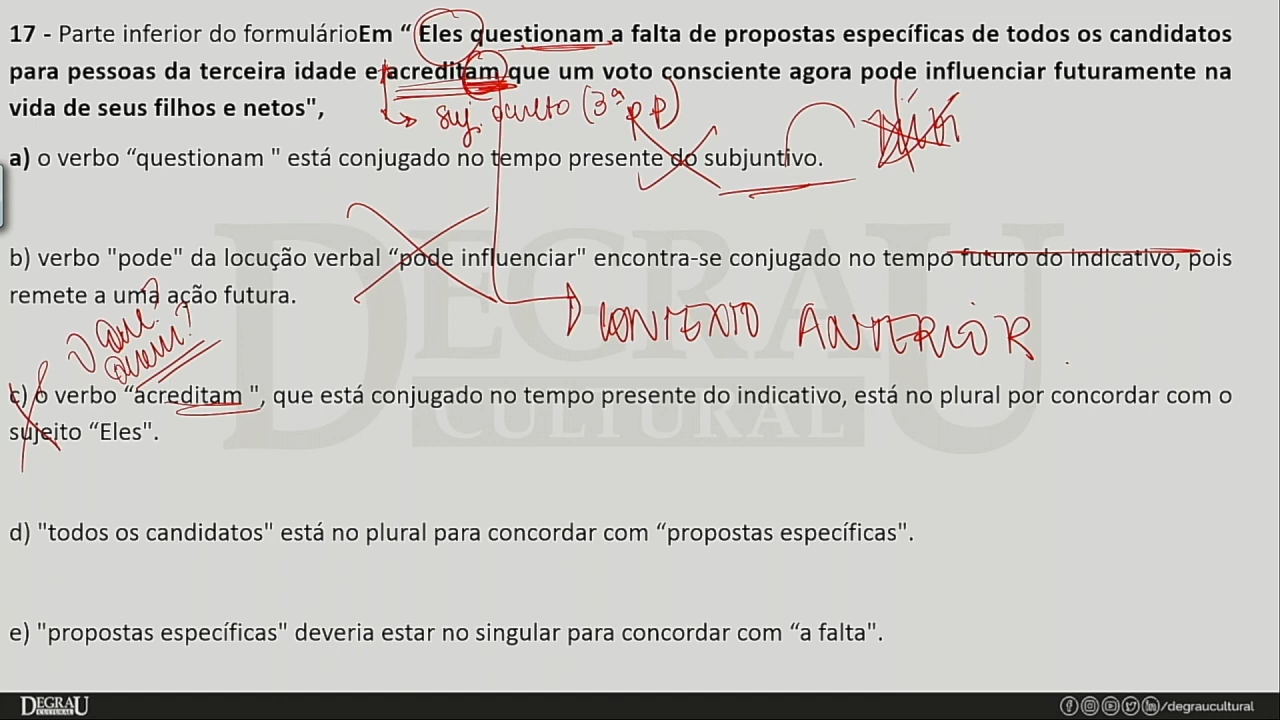 17 - Parte inferior do formulárioEm “ Eles questionam a falta de propostas específicas de todos os candidatos
para pessoas da terceira idade e acreditam que um voto consciente agora pode influenciar futuramente na
vida de seus filhos e netos",
suj. oculto (3ª PP)
a) o verbo “questionam " está conjugado no tempo presente do subjuntivo.
b) verbo "pode" da locução verbal “pode influenciar" encontra-se conjugado no tempo futuro do indicativo, pois
remete a uma ação futura.
CONTEXTO ANTERIOR
O que?
quem?
c) o verbo “acreditam ", que está conjugado no tempo presente do indicativo, está no plural por concordar com o
sujeito “Eles".
d) "todos os candidatos" está no plural para concordar com “propostas específicas".
e) "propostas específicas" deveria estar no singular para concordar com “a falta".
DEGRAU
CULTURAL
DEGRAU
CULTURAL
/degraucultural